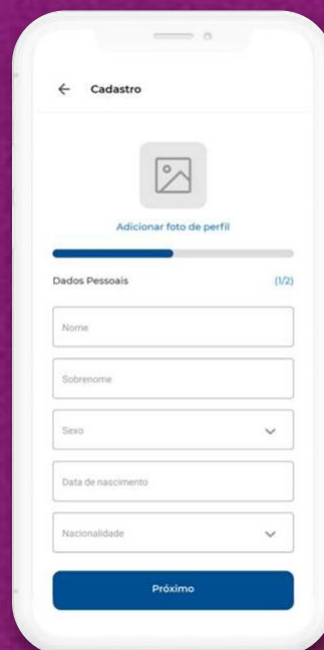 Cadastro
Adicionar foto de perfil
Dados Pessoais (1/2)
Nome
Sobrenome
Sexo
Data de nascimento
Nacionalidade
Próximo